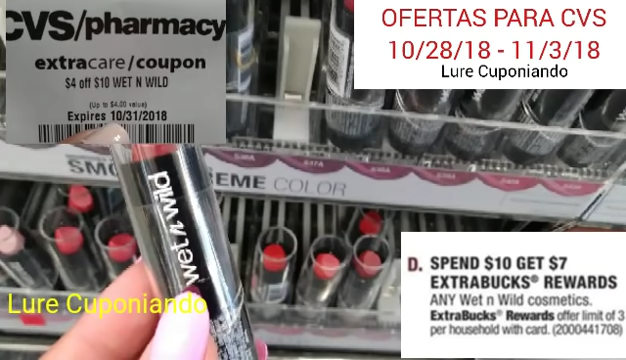 CVS/pharmacy
extracare/coupon
$4 off $10 WET N WILD
(Up to $4.00 value)
Expires 10/31/2018
OFERTAS PARA CVS
10/28/18 - 11/3/18
Lure Cuponiando
EME COLOR
wet n wild
Lure Cuponiando
D. SPEND $10 GET $7
EXTRABUCKS® REWARDS
ANY Wet n Wild cosmetics.
ExtraBucks® Rewards offer limit of 3
per household with card. (2000441708)